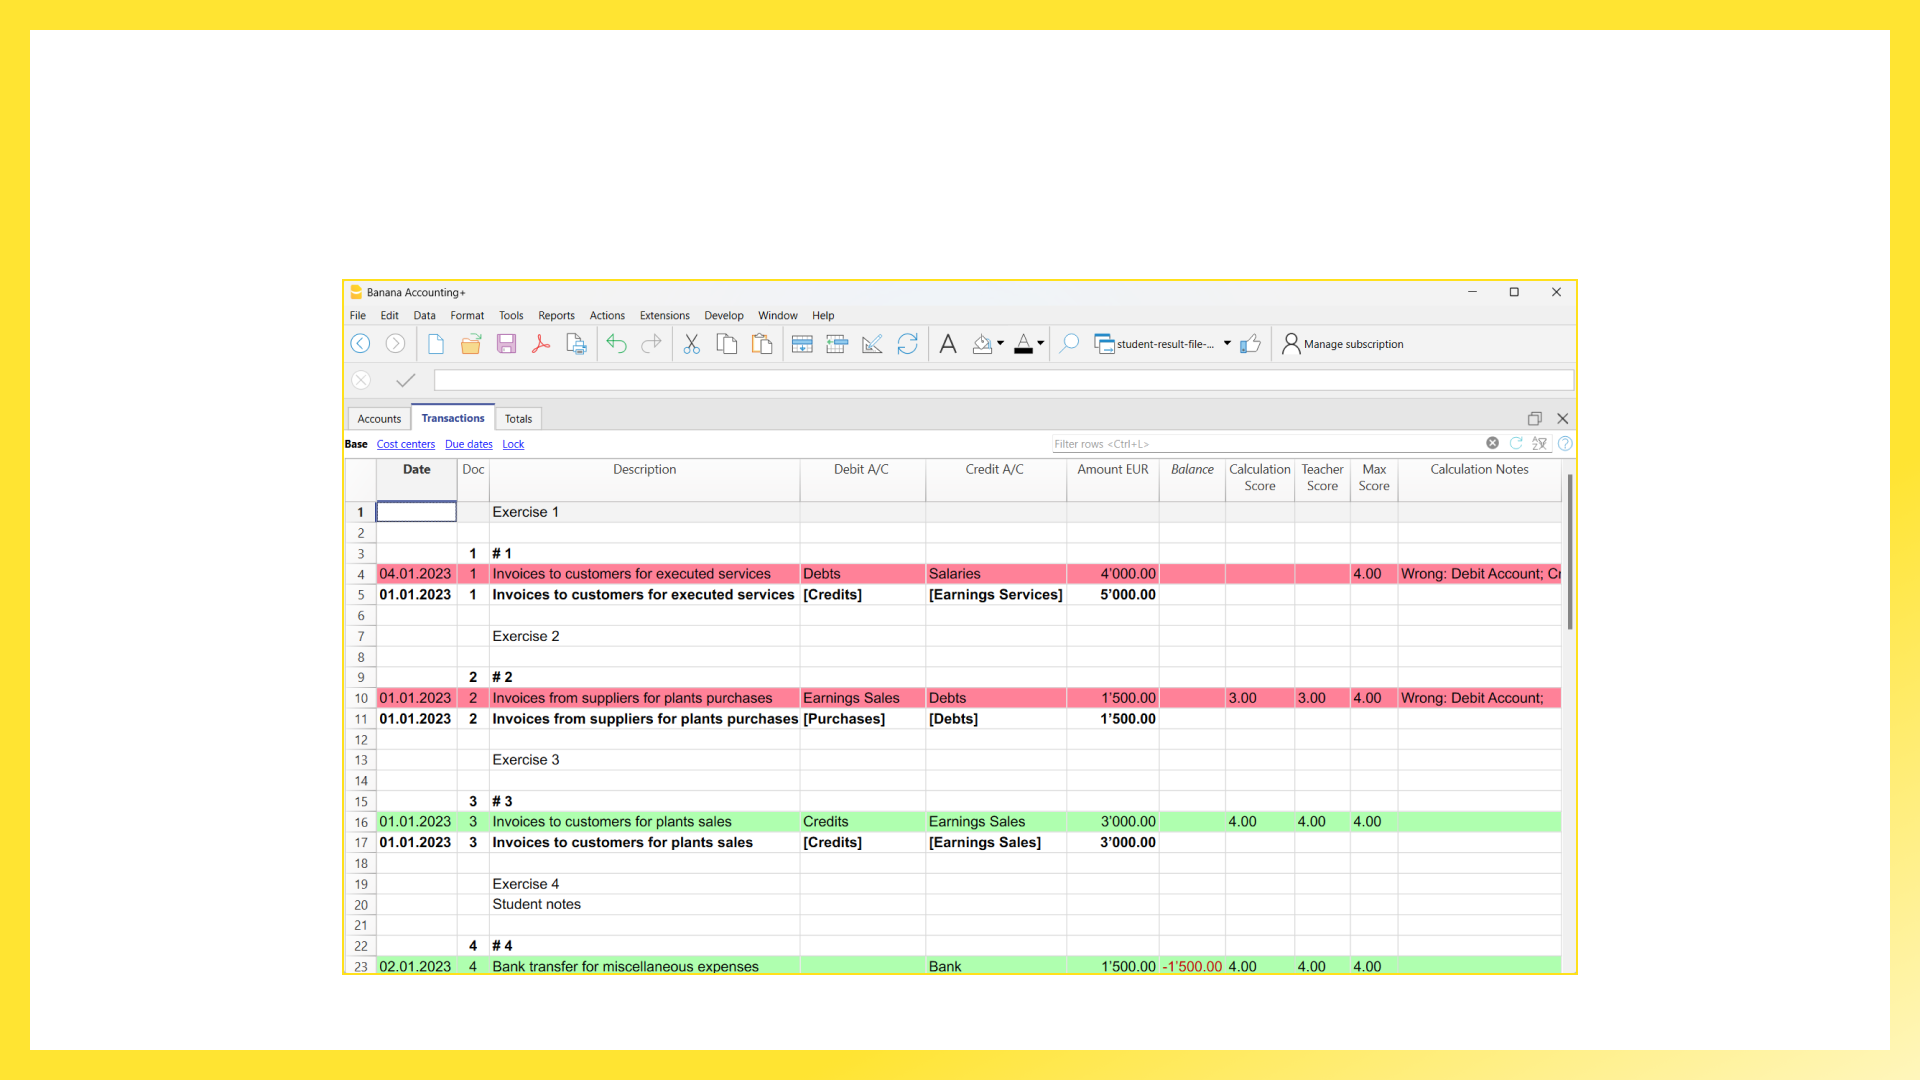 Banana Accounting+
File Edit Data Format Tools Reports Actions Extensions Develop Window Help
student-result-file-... Manage subscription
Accounts Transactions Totals
Base Cost centers Due dates Lock Filter rows <Ctrl+L>
Date Doc Description Debit A/C Credit A/C Amount EUR Balance Calculation Score Teacher Score Max Score Calculation Notes
1 Exercise 1
2
3 1 # 1
4 04.01.2023 1 Invoices to customers for executed services Debts Salaries 4’000.00 4.00 Wrong: Debit Account; Cr
5 01.01.2023 1 Invoices to customers for executed services [Credits] [Earnings Services] 5’000.00
6
7 Exercise 2
8
9 2 # 2
10 01.01.2023 2 Invoices from suppliers for plants purchases Earnings Sales Debts 1’500.00 3.00 3.00 4.00 Wrong: Debit Account;
11 01.01.2023 2 Invoices from suppliers for plants purchases [Purchases] [Debts] 1’500.00
12
13 Exercise 3
14
15 3 # 3
16 01.01.2023 3 Invoices to customers for plants sales Credits Earnings Sales 3’000.00 4.00 4.00 4.00
17 01.01.2023 3 Invoices to customers for plants sales [Credits] [Earnings Sales] 3’000.00
18
19 Exercise 4
20 Student notes
21
22 4 # 4
23 02.01.2023 4 Bank transfer for miscellaneous expenses Bank 1’500.00 -1’500.00 4.00 4.00 4.00